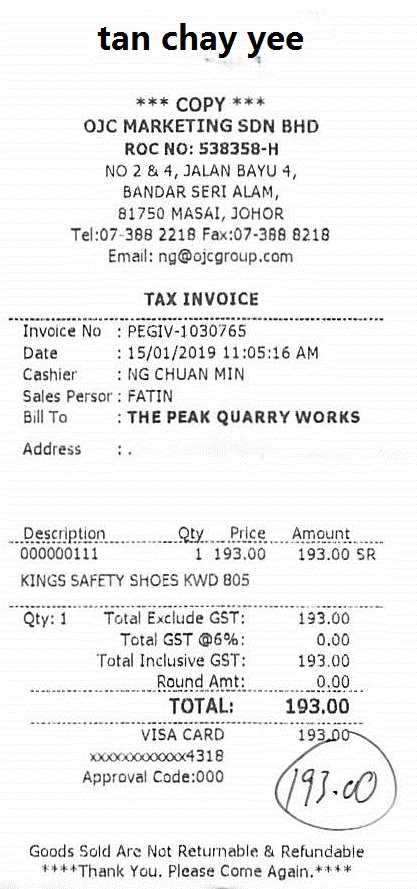 tan chay yee
*** COPY ***
OJC MARKETING SDN BHD
ROC NO: 538358-H
NO 2 & 4, JALAN BAYU 4,
BANDAR SERI ALAM,
81750 MASAI, JOHOR
Tel:07-388 2218 Fax:07-388 8218
Email: ng@ojcgroup.com
TAX INVOICE
Invoice No : PEGIV-1030765
Date : 15/01/2019 11:05:16 AM
Cashier : NG CHUAN MIN
Sales Persor : FATIN
Bill To : THE PEAK QUARRY WORKS
Address : .
Description Qty Price Amount
000000111 1 193.00 193.00 SR
KINGS SAFETY SHOES KWD 805
Qty: 1 Total Exclude GST: 193.00
Total GST @6%: 0.00
Total Inclusive GST: 193.00
Round Amt: 0.00
TOTAL: 193.00
VISA CARD 193.00
xxxxxxxxxxxx4318
Approval Code:000
193.00
Goods Sold Are Not Returnable & Refundable
****Thank You. Please Come Again.****